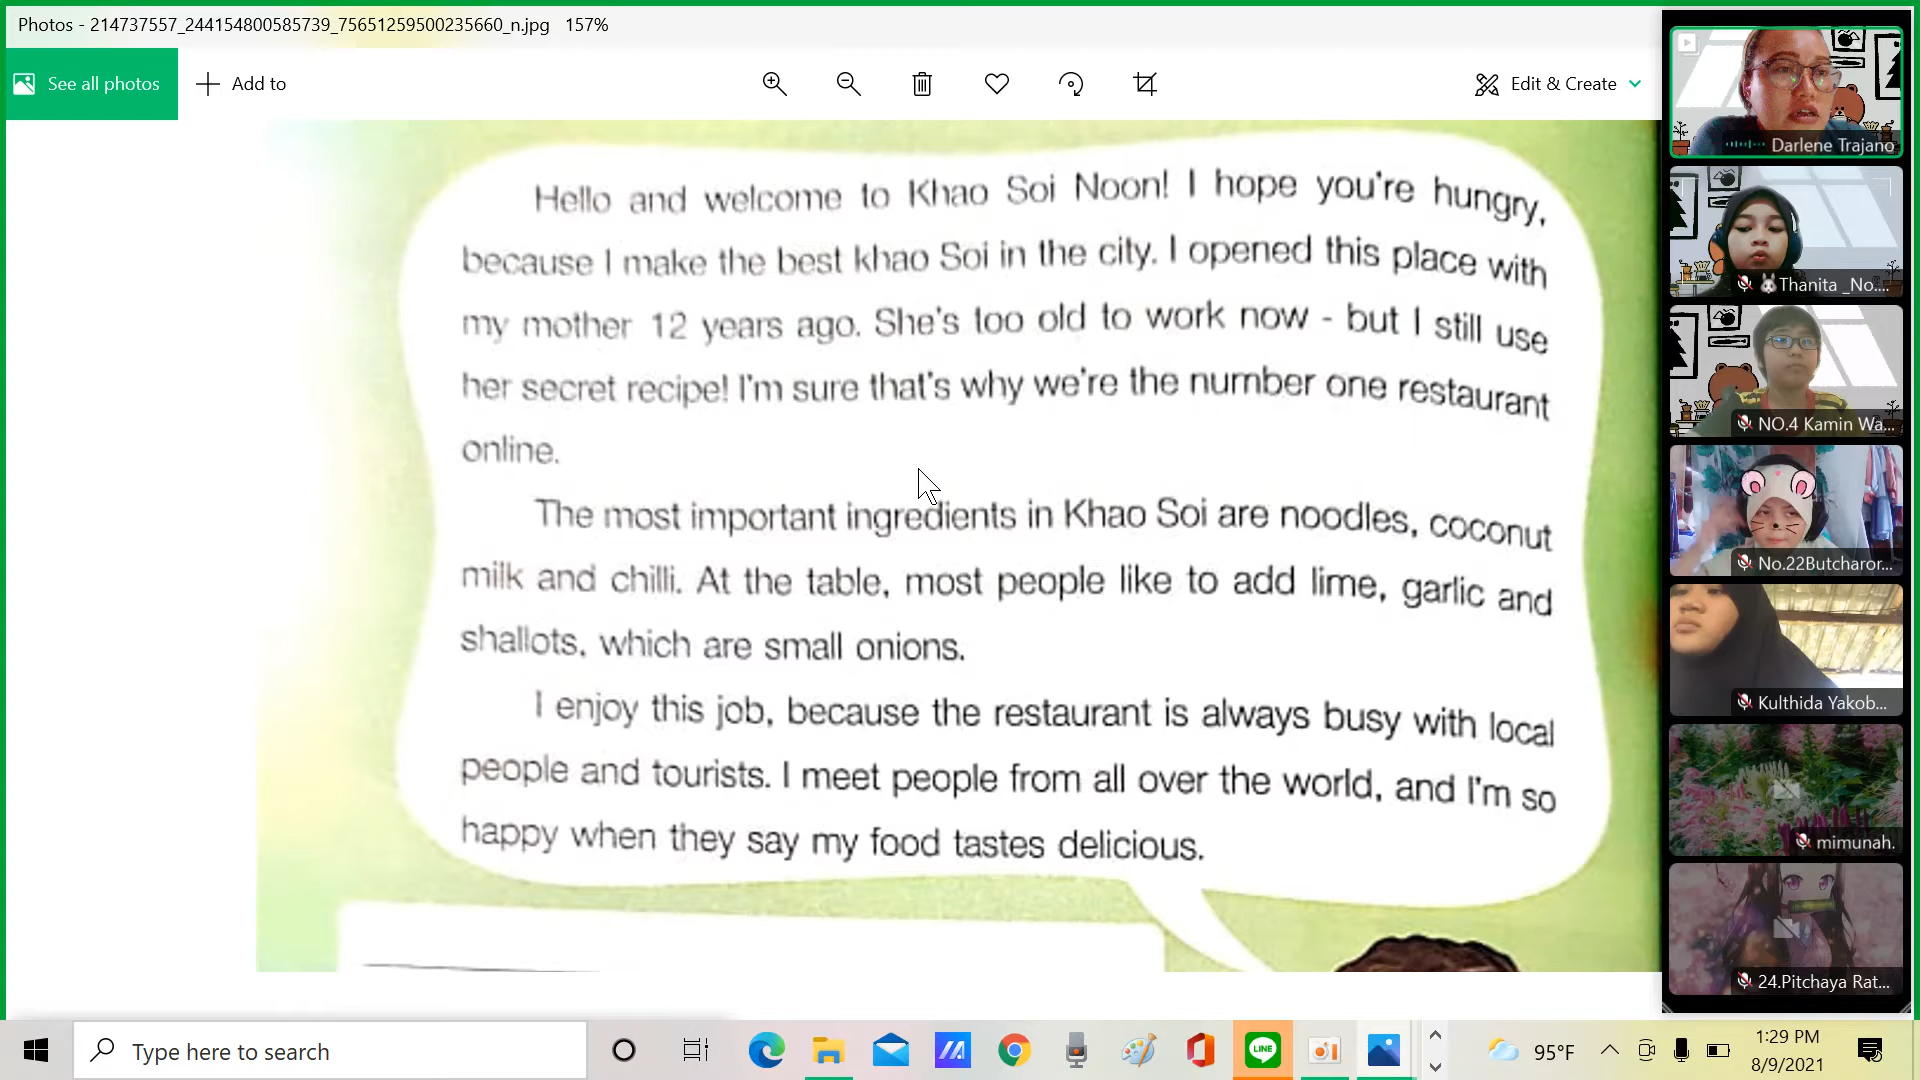 Photos - 214737557_244154800585739_75651259500235660_n.jpg 157%
See all photos
Add to
Edit & Create
Hello and welcome to Khao Soi Noon! I hope you're hungry,
because I make the best khao Soi in the city. I opened this place with
my mother 12 years ago. She's too old to work now - but I still use
her secret recipe! I'm sure that's why we're the number one restaurant
online.
The most important ingredients in Khao Soi are noodles, coconut
milk and chilli. At the table, most people like to add lime, garlic and
shallots, which are small onions.
I enjoy this job, because the restaurant is always busy with local
people and tourists. I meet people from all over the world, and I'm so
happy when they say my food tastes delicious.
Darlene Trajano
Thanita _No....
NO.4 Kamin Wa...
No.22Butcharor...
Kulthida Yakob...
mimunah.
24.Pitchaya Rat...
Type here to search
LINE
95°F
1:29 PM
8/9/2021